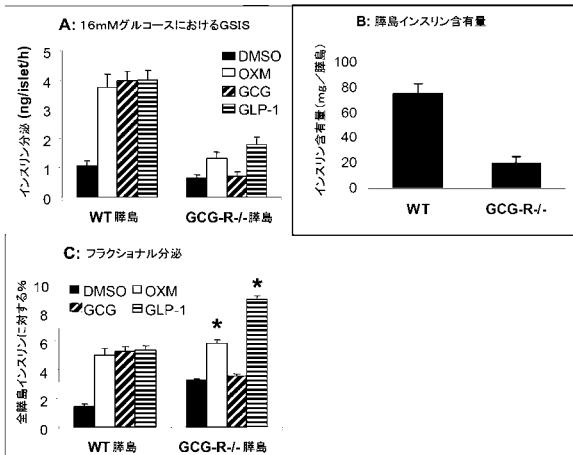 A: 16mMグルコースにおけるGSIS
インスリン分泌 (ng/islet/h)
5
4
3
2
1
0
DMSO
OXM
GCG
GLP-1
WT 膵島
GCG-R-/- 膵島
B: 膵島インスリン含有量
インスリン含有量(mg/膵島)
100
80
60
40
20
0
WT
GCG-R-/-
C: フラクショナル分泌
全膵島インスリンに対する%
10
8
6
4
2
0
DMSO OXM
GCG GLP-1
*
*
WT 膵島
GCG-R-/- 膵島